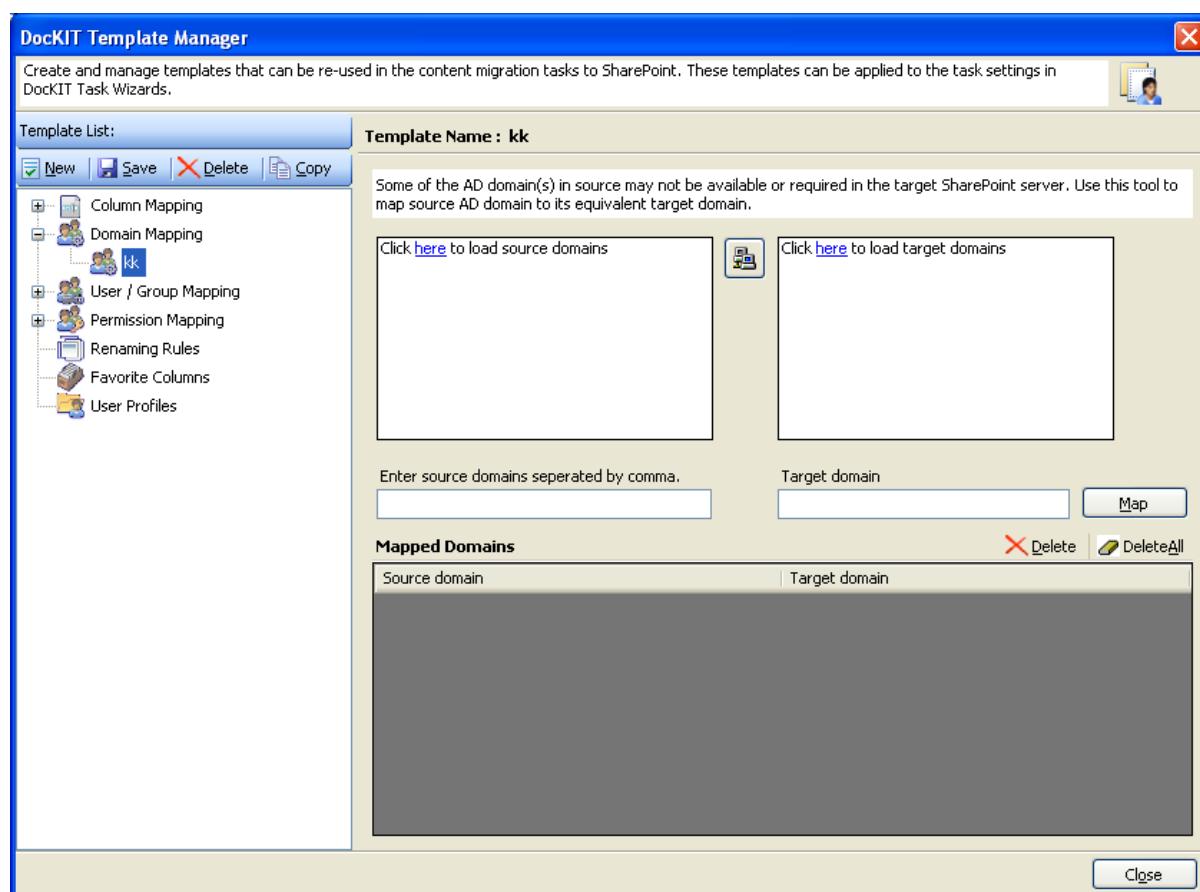 DocKIT Template Manager
Create and manage templates that can be re-used in the content migration tasks to SharePoint. These templates can be applied to the task settings in
DocKIT Task Wizards.
Template List:
New Save Delete Copy
Column Mapping
Domain Mapping
kk
User / Group Mapping
Permission Mapping
Renaming Rules
Favorite Columns
User Profiles
Template Name : kk
Some of the AD domain(s) in source may not be available or required in the target SharePoint server. Use this tool to
map source AD domain to its equivalent target domain.
Click here to load source domains
Click here to load target domains
Enter source domains seperated by comma.
Target domain
Map
Mapped Domains
Delete DeleteAll
Source domain Target domain
Close